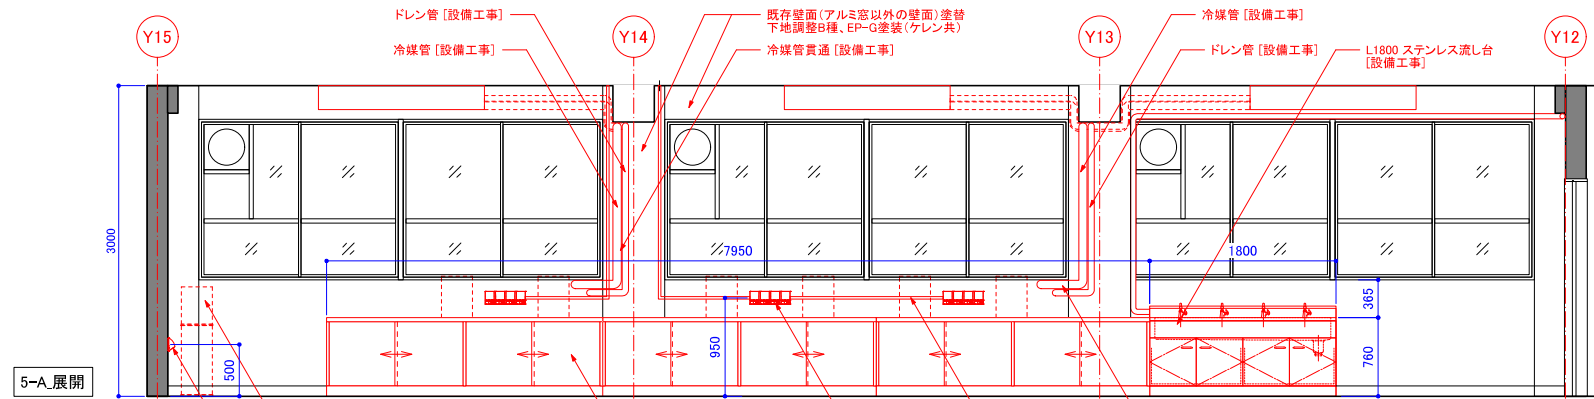 ドレン管 [設備工事]
既存壁面(アルミ窓以外の壁面)塗替
下地調整B種、EP-G塗装(ケレン共)
冷媒管 [設備工事]
Y15
冷媒管 [設備工事]
Y14
冷媒管貫通 [設備工事]
Y13
ドレン管 [設備工事]
L1800 ステンレス流し台
[設備工事]
Y12
3000
7950
1800
365
950
500
760
5-A_展開